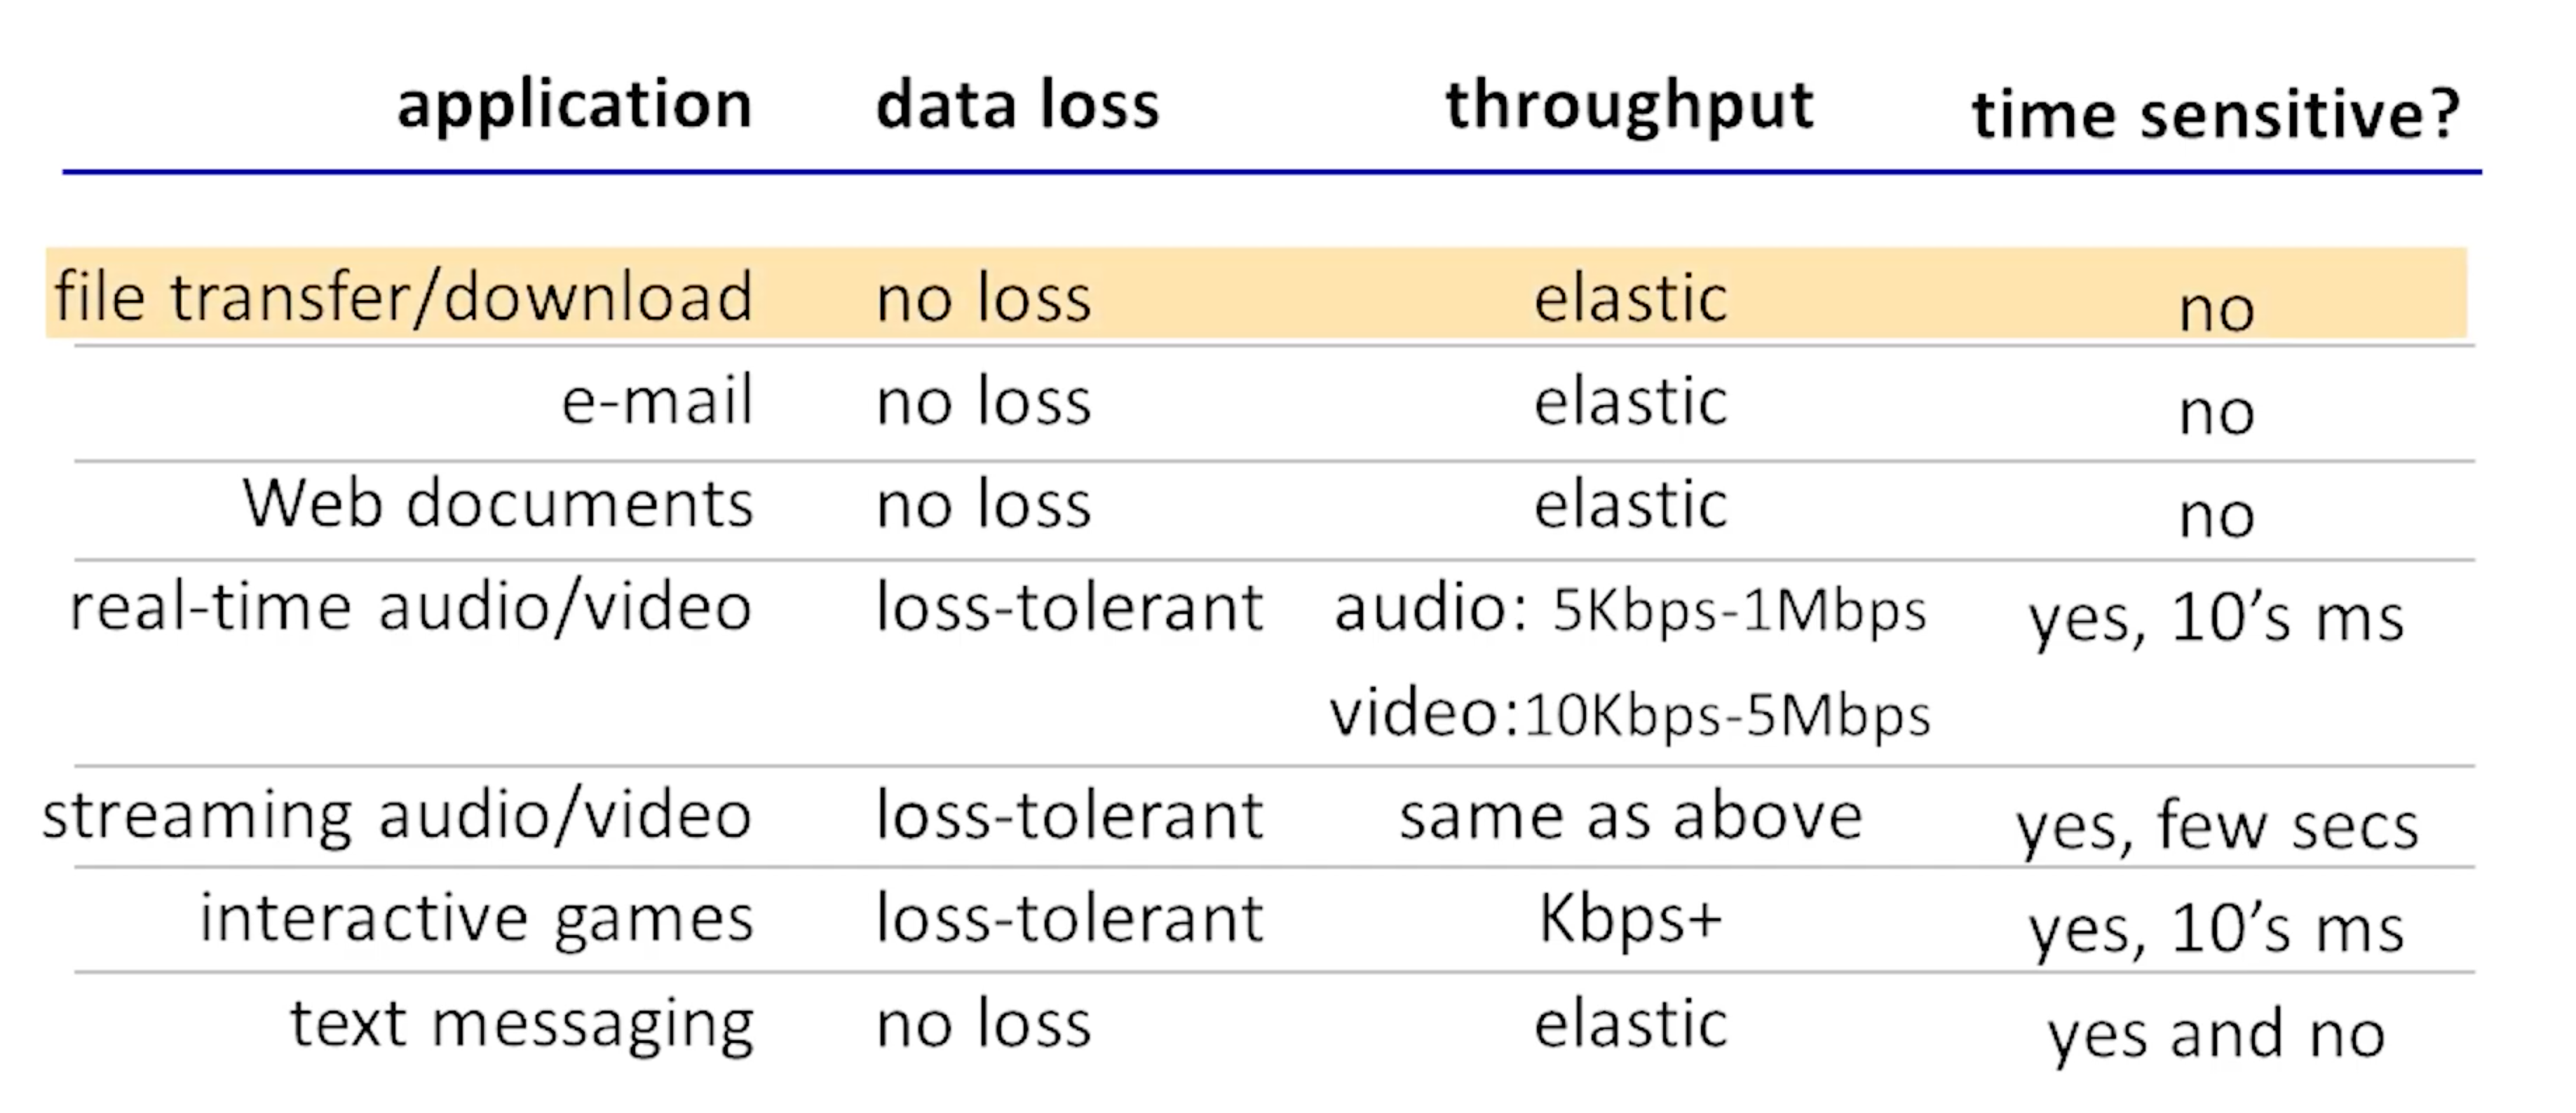 application data loss throughput time sensitive?
file transfer/download no loss elastic no
e-mail no loss elastic no
Web documents no loss elastic no
real-time audio/video loss-tolerant audio: 5Kbps-1Mbps yes, 10’s ms
video:10Kbps-5Mbps
streaming audio/video loss-tolerant same as above yes, few secs
interactive games loss-tolerant Kbps+ yes, 10’s ms
text messaging no loss elastic yes and no